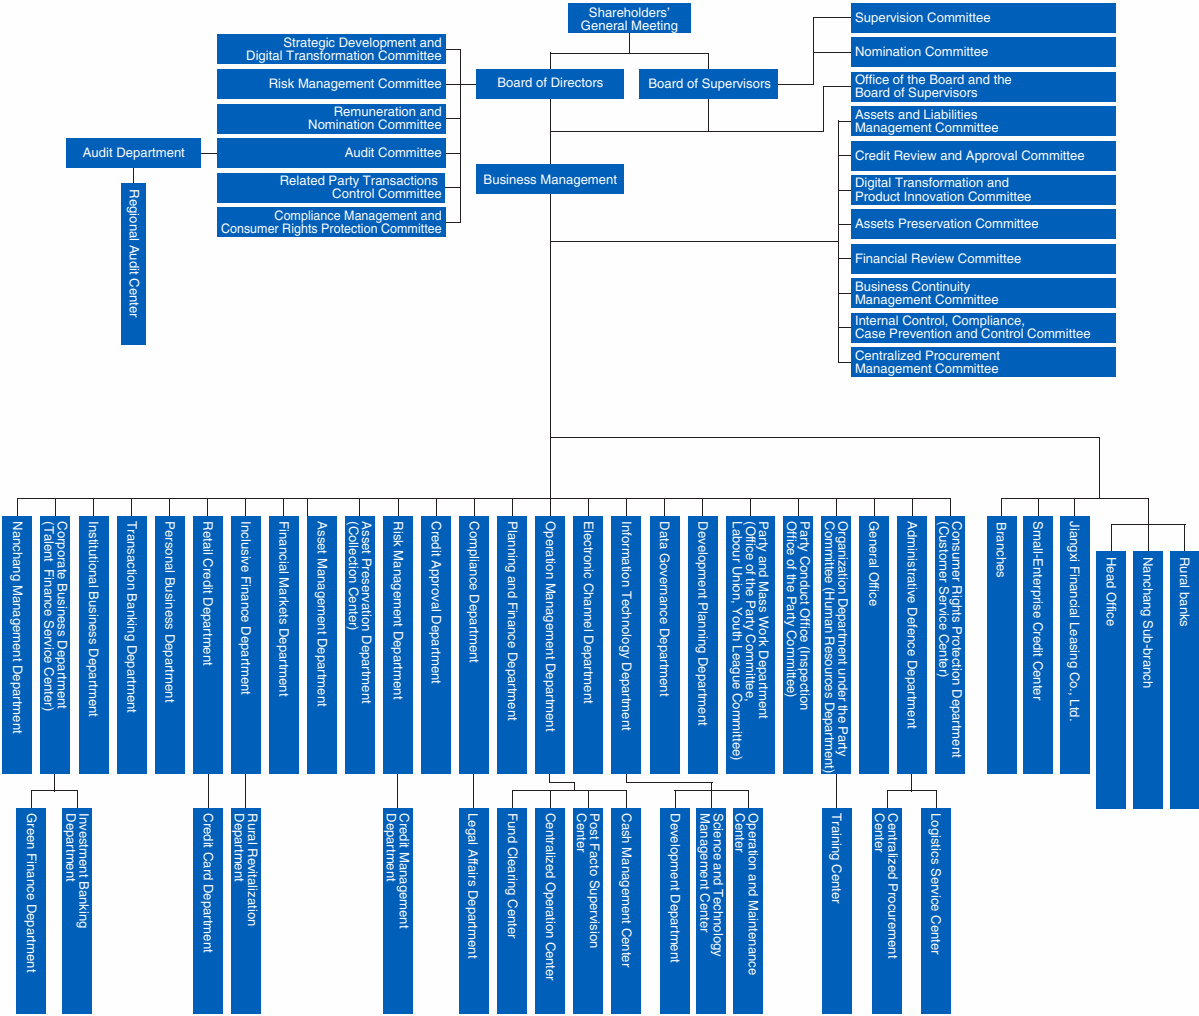 Shareholders'
General Meeting
Board of Directors
Board of Supervisors
Business Management
Strategic Development and
Digital Transformation Committee
Risk Management Committee
Remuneration and
Nomination Committee
Audit Committee
Related Party Transactions
Control Committee
Compliance Management and
Consumer Rights Protection Committee
Audit Department
Regional Audit Center
Supervision Committee
Nomination Committee
Office of the Board and the
Board of Supervisors
Assets and Liabilities
Management Committee
Credit Review and Approval Committee
Digital Transformation and
Product Innovation Committee
Assets Preservation Committee
Financial Review Committee
Business Continuity
Management Committee
Internal Control, Compliance,
Case Prevention and Control Committee
Centralized Procurement
Management Committee
Nanchang Management Department
Corporate Business Department
(Talent Finance Service Center)
Institutional Business Department
Transaction Banking Department
Personal Business Department
Retail Credit Department
Inclusive Finance Department
Financial Markets Department
Asset Management Department
Asset Preservation Department
(Collection Center)
Risk Management Department
Credit Approval Department
Compliance Department
Planning and Finance Department
Operation Management Department
Electronic Channel Department
Information Technology Department
Data Governance Department
Development Planning Department
Party and Mass Work Department
(Office of the Party Committee,
Labour Union, Youth League Committee)
Party Conduct Office (Inspection
Office of the Party Committee)
Organization Department under the Party
Committee (Human Resources Department)
General Office
Administrative Defence Department
Consumer Rights Protection Department
(Customer Service Center)
Branches
Small-Enterprise Credit Center
Jiangxi Financial Leasing Co., Ltd.
Head Office
Nanchang Sub-branch
Rural banks
Green Finance Department
Investment Banking
Department
Credit Card Department
Rural Revitalization
Department
Credit Management
Department
Legal Affairs Department
Fund Clearing Center
Centralized Operation Center
Post Facto Supervision
Center
Cash Management Center
Development Department
Science and Technology
Management Center
Operation and Maintenance
Center
Training Center
Centralized Procurement
Center
Logistics Service Center